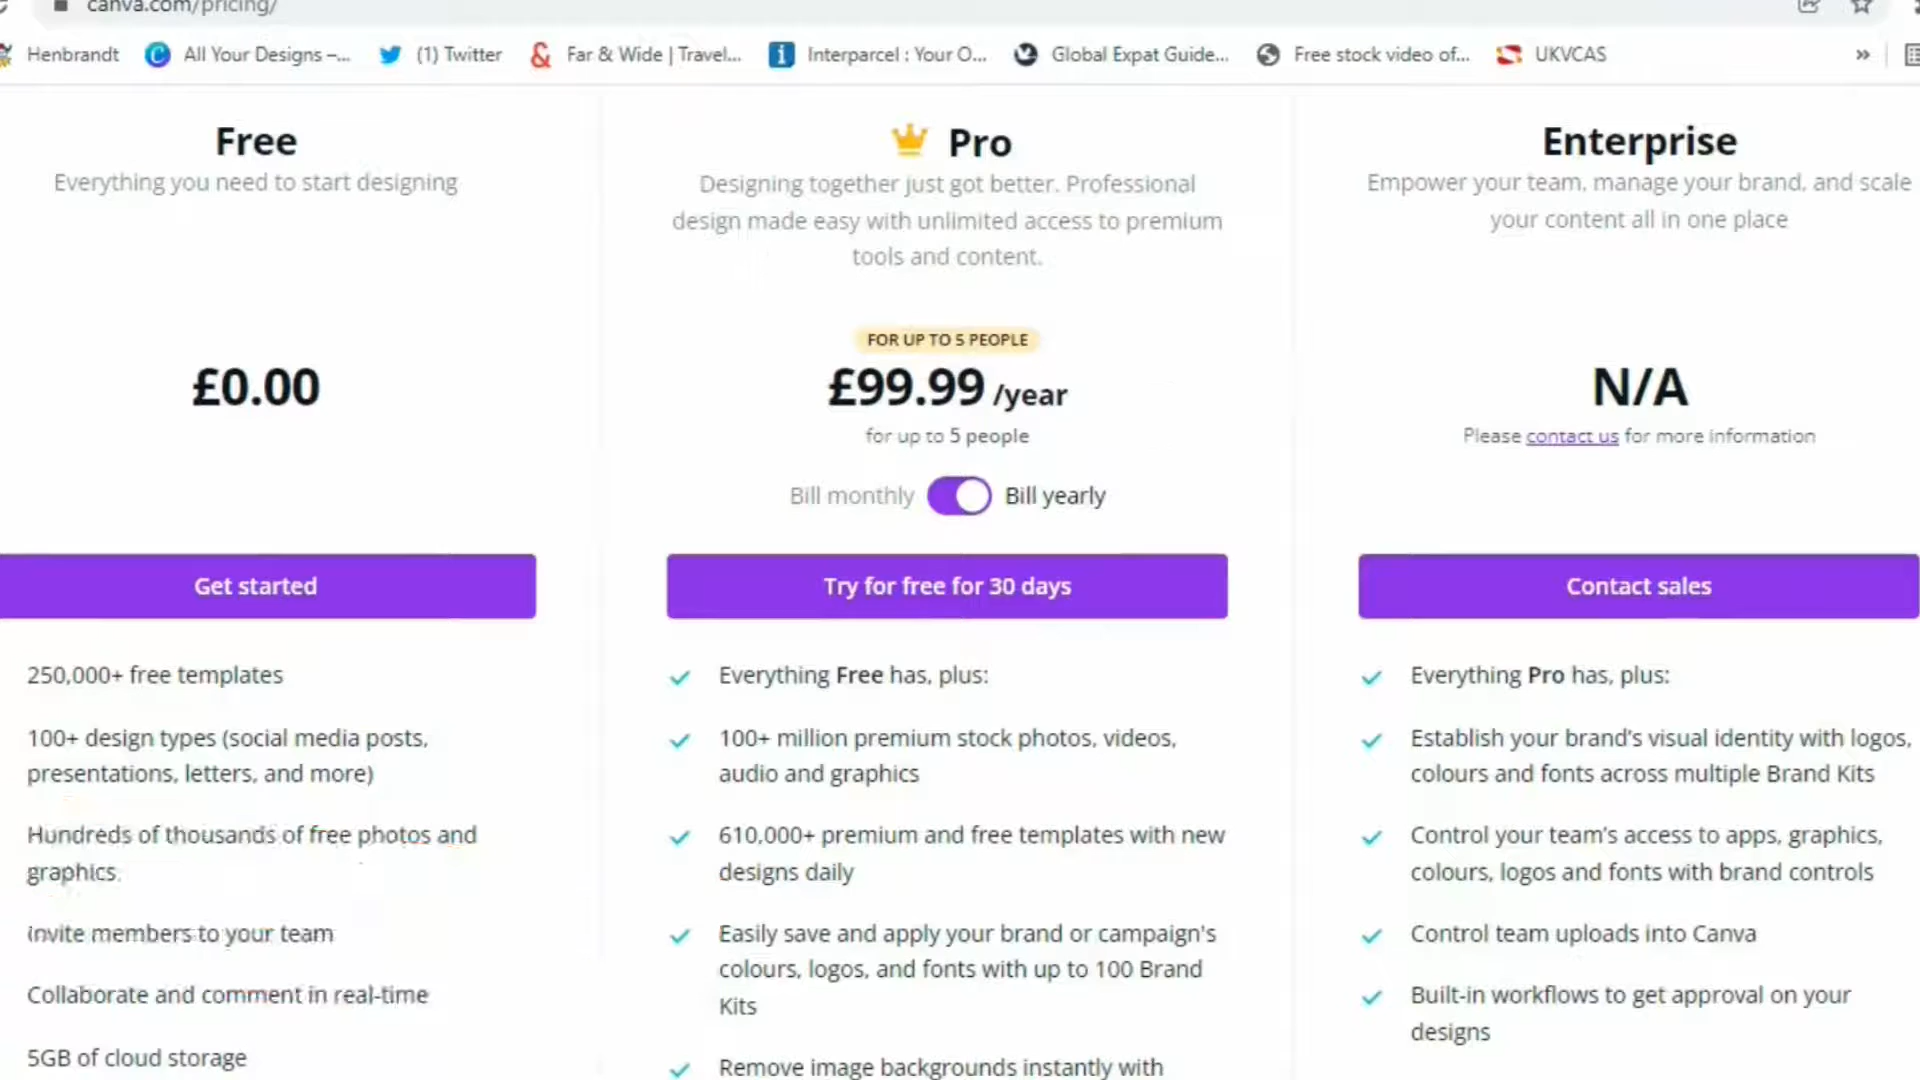 canva.com/pricing/
Henbrandt
All Your Designs –...
(1) Twitter
Far & Wide | Travel...
Interparcel : Your O...
Global Expat Guide...
Free stock video of...
UKVCAS
»
Free
Everything you need to start designing
£0.00
Get started
250,000+ free templates
100+ design types (social media posts,
presentations, letters, and more)
Hundreds of thousands of free photos and
graphics.
Invite members to your team
Collaborate and comment in real-time
5GB of cloud storage
Pro
Designing together just got better. Professional
design made easy with unlimited access to premium
tools and content.
FOR UP TO 5 PEOPLE
£99.99 /year
for up to 5 people
Bill monthly
Bill yearly
Try for free for 30 days
Everything Free has, plus:
100+ million premium stock photos, videos,
audio and graphics
610,000+ premium and free templates with new
designs daily
Easily save and apply your brand or campaign's
colours, logos, and fonts with up to 100 Brand
Kits
Remove image backgrounds instantly with
Enterprise
Empower your team, manage your brand, and scale
your content all in one place
N/A
Please contact us for more information
Contact sales
Everything Pro has, plus:
Establish your brand's visual identity with logos,
colours and fonts across multiple Brand Kits
Control your team's access to apps, graphics,
colours, logos and fonts with brand controls
Control team uploads into Canva
Built-in workflows to get approval on your
designs